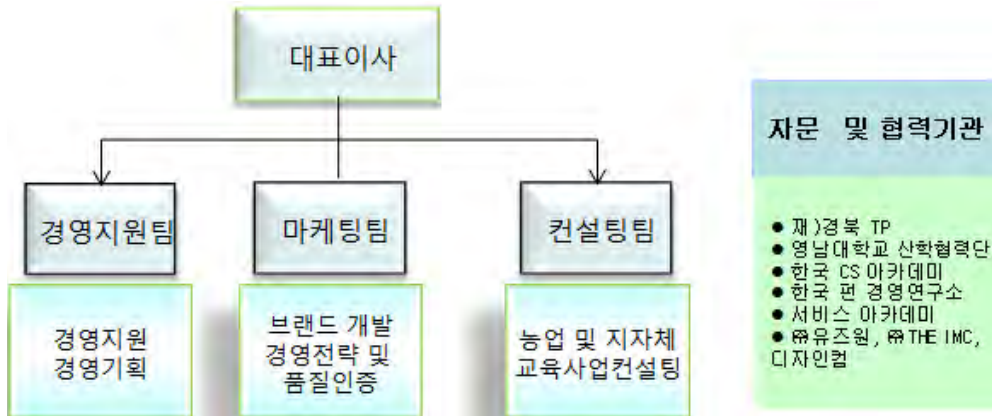 대표이사
경영지원팀
마케팅팀
컨설팅팀
경영지원
경영기획
브랜드 개발
경영전략 및
품질인증
농업 및 지자체
교육사업컨설팅
자문 및 협력기관
● 재)경북 TP
● 영남대학교 산학협력단
● 한국 CS 아카데미
● 한국 펀 경영연구소
● 서비스 아카데미
● 유즈원, THE IMC,
디자인컴